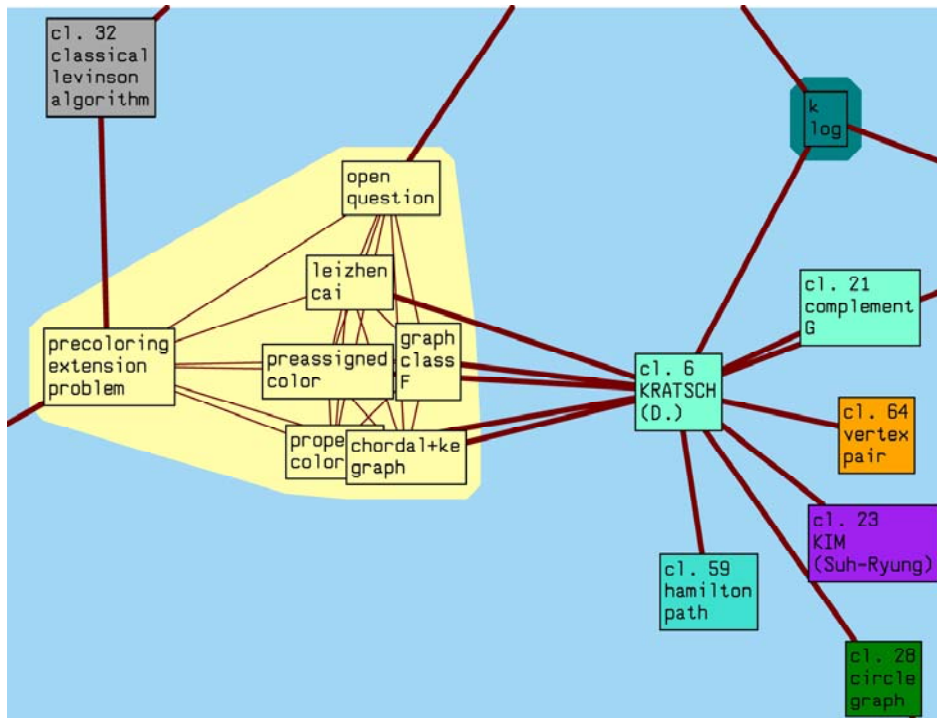 cl. 32
classical
levinson
algorithm
k
log
open
question
leizhen
cai
cl. 21
complement
G
precoloring
extension
problem
preassigned
color
graph
class
F
cl. 6
KRATSCH
(D.)
cl. 64
vertex
pair
prope
color
chordal+ke
graph
cl. 23
KIM
(Suh-Ryung)
cl. 59
hamilton
path
cl. 28
circle
graph